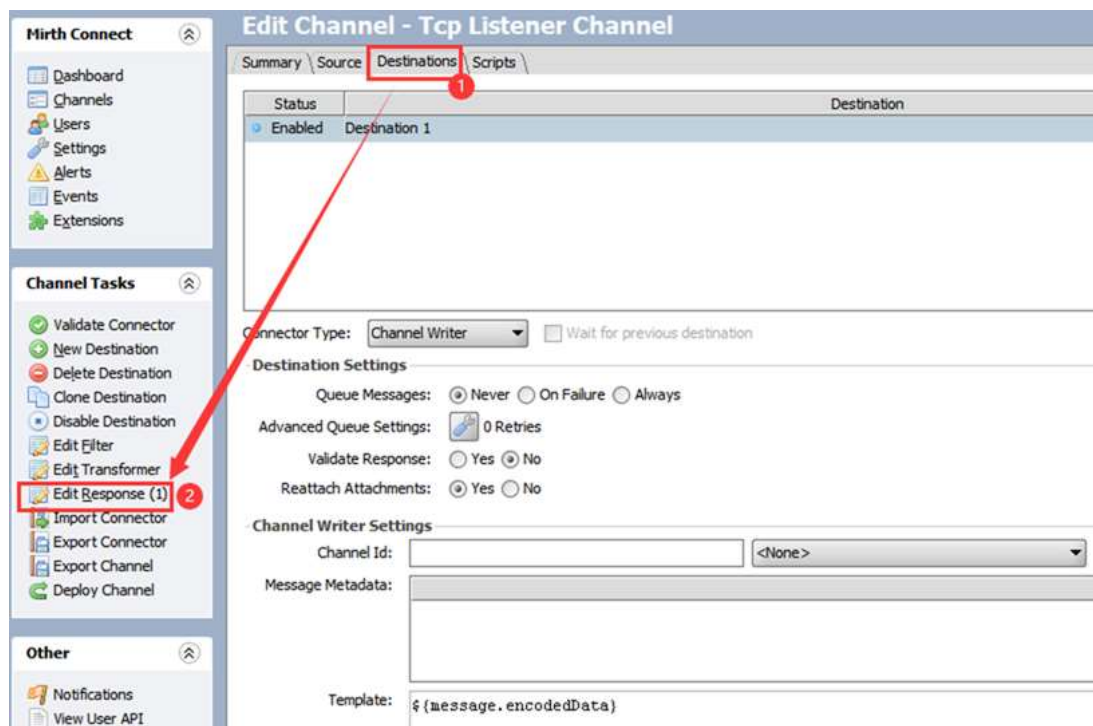 Mirth Connect
Dashboard
Channels
Users
Settings
Alerts
Events
Extensions
Channel Tasks
Validate Connector
New Destination
Delete Destination
Clone Destination
Disable Destination
Edit Filter
Edit Transformer
Edit Response (1)
2
Import Connector
Export Connector
Export Channel
Deploy Channel
Other
Notifications
View User API
Edit Channel - Tcp Listener Channel
Summary Source Destinations Scripts
1
Status Destination
Enabled Destination 1
Connector Type: Channel Writer Wait for previous destination
Destination Settings
Queue Messages: Never On Failure Always
Advanced Queue Settings: 0 Retries
Validate Response: Yes No
Reattach Attachments: Yes No
Channel Writer Settings
Channel Id: <None>
Message Metadata:
Template: ${message.encodedData}